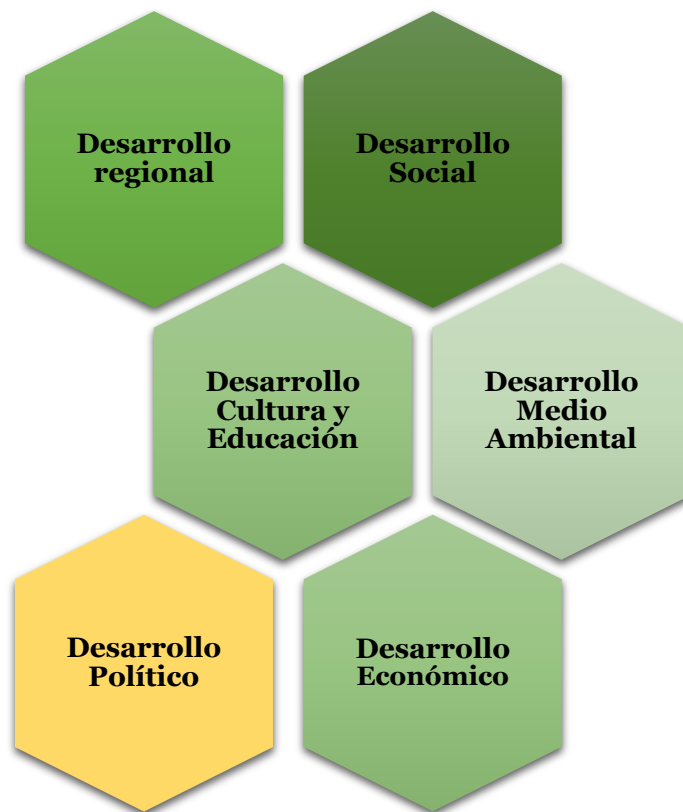 Desarrollo
regional
Desarrollo
Social
Desarrollo
Cultura y
Educación
Desarrollo
Medio
Ambiental
Desarrollo
Político
Desarrollo
Económico